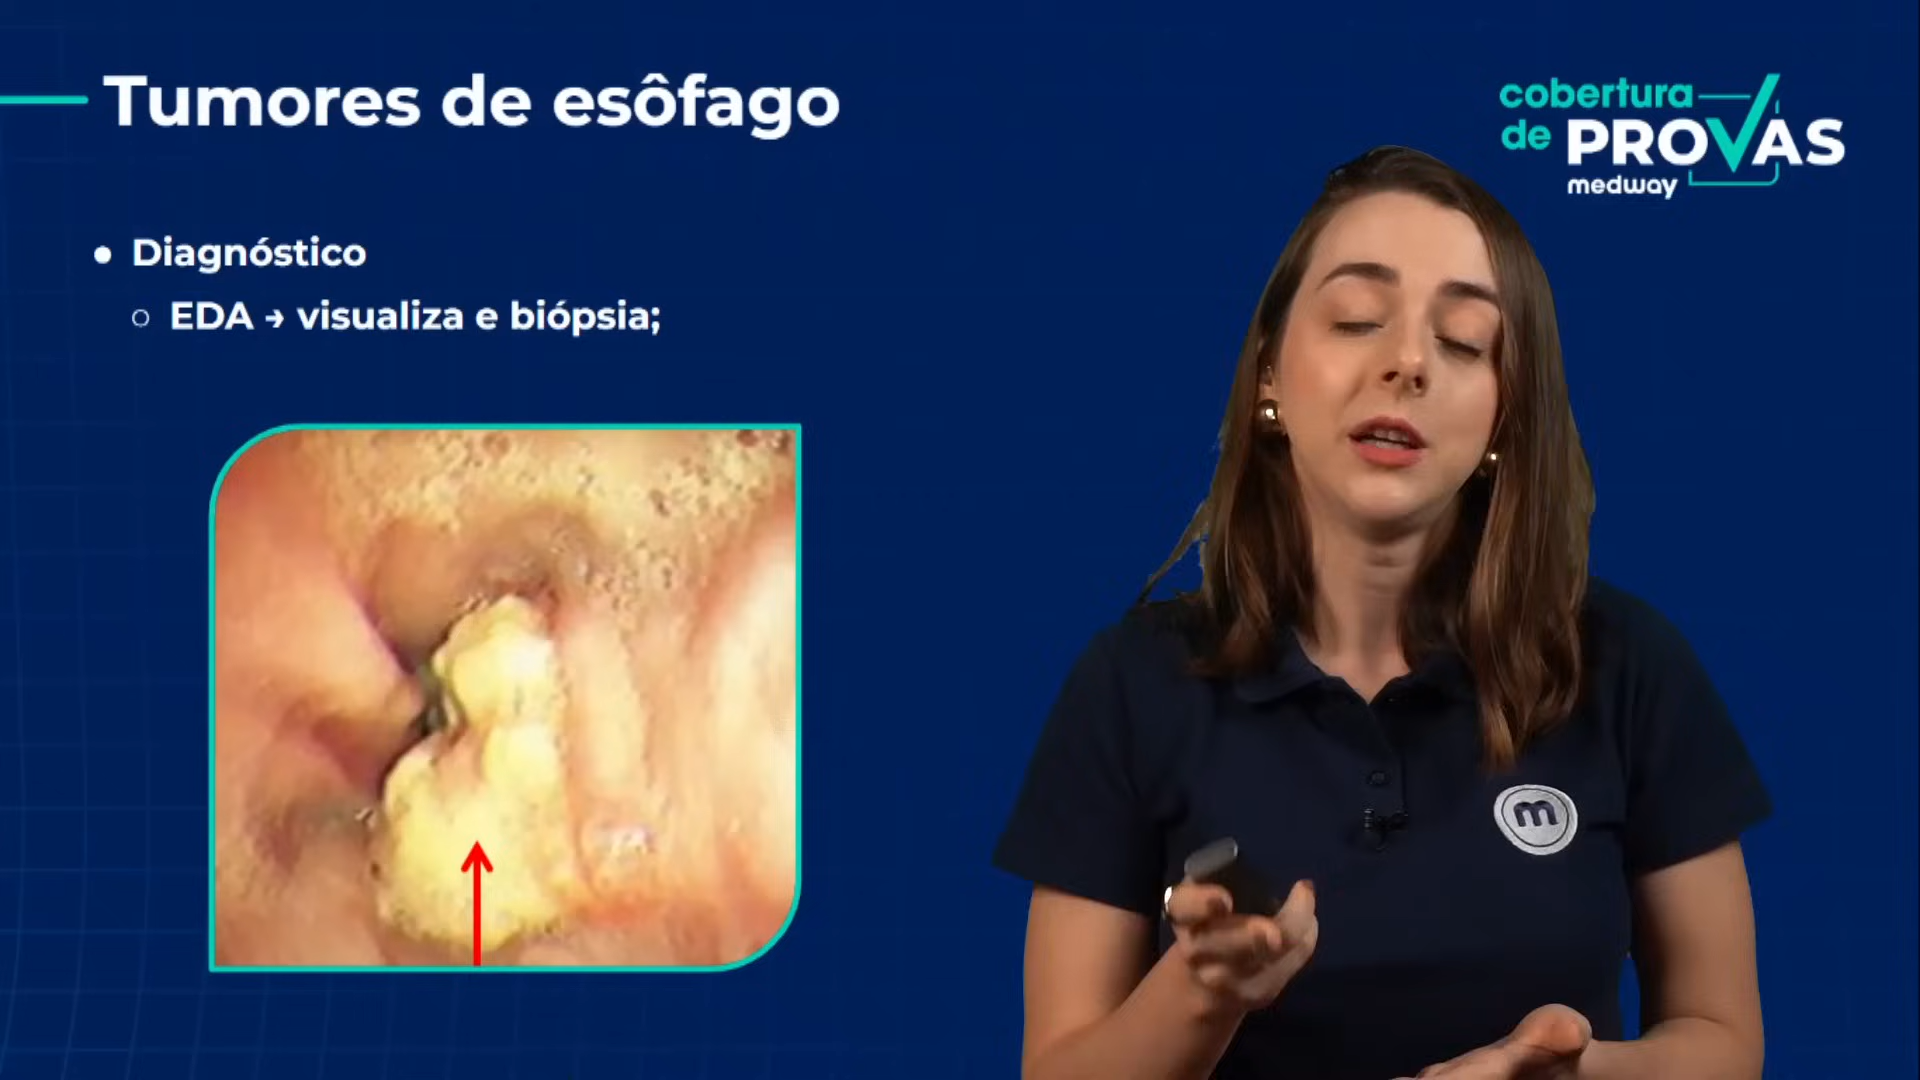 Tumores de esôfago
cobertura
de PROVAS
medway
● Diagnóstico
○ EDA → visualiza e biópsia;
m